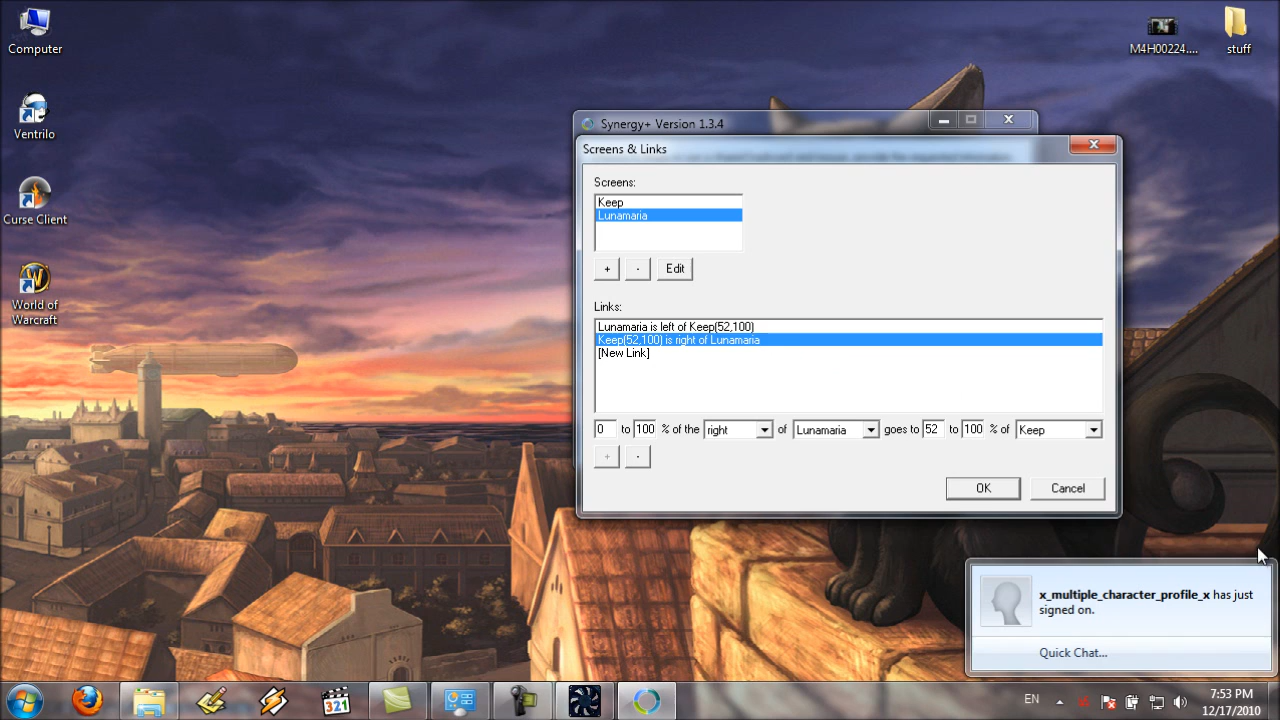 Computer
Ventrilo
Curse Client
World of
Warcraft
M4H00224....
stuff
Synergy+ Version 1.3.4
Screens & Links
Screens:
Keep
Lunamaria
+ - Edit
Links:
Lunamaria is left of Keep(52,100)
Keep(52,100) is right of Lunamaria
[New Link]
0 to 100 % of the right of Lunamaria goes to 52 to 100 % of Keep
+ -
OK Cancel
x_multiple_character_profile_x has just
signed on.
Quick Chat...
321
EN
7:53 PM
12/17/2010